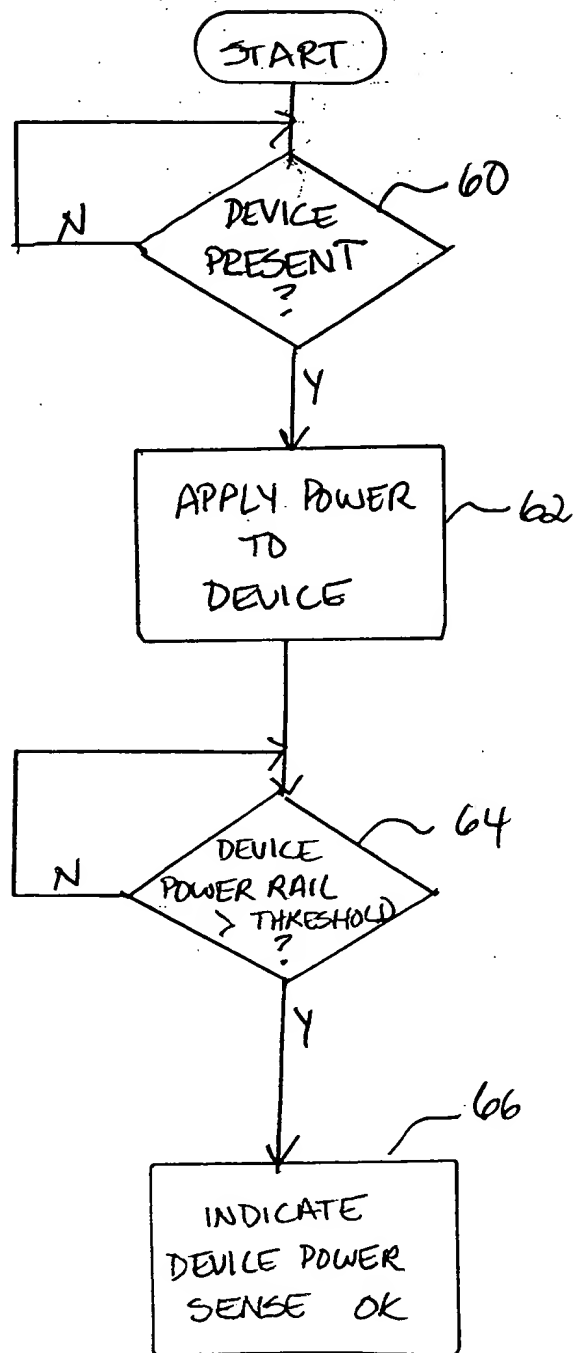 START
60
N
DEVICE
PRESENT
?
Y
APPLY POWER
TO
DEVICE
62
64
N
DEVICE
POWER RAIL
> THRESHOLD
?
Y
66
INDICATE
DEVICE POWER
SENSE OK